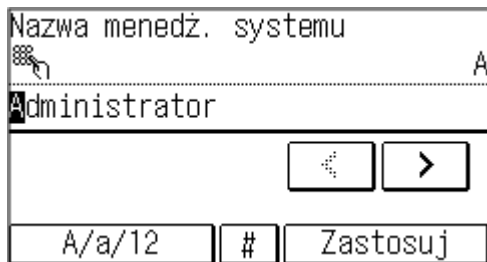 Nazwa menedż. systemu
A
Administrator
< >
A/a/12 # Zastosuj